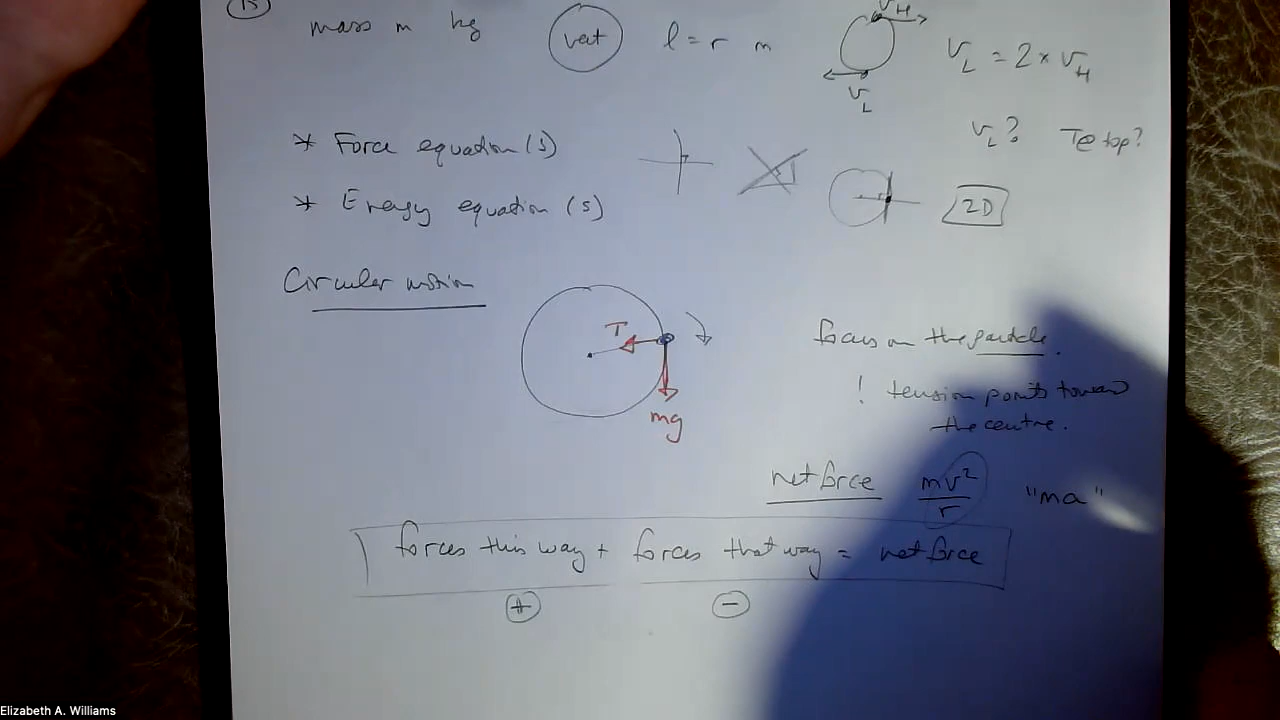 15
mass m kg
vert
l = r m
v_H
v_L
v_L = 2 × v_H
v_L? T @ top?
* Force equation(s)
* Energy equation (s)
2D
Circular motion
T
mg
focus on the particle.
! tension points toward
the centre.
net force mv²/r "ma"
forces this way + forces that way = net force
+ −
Elizabeth A. Williams